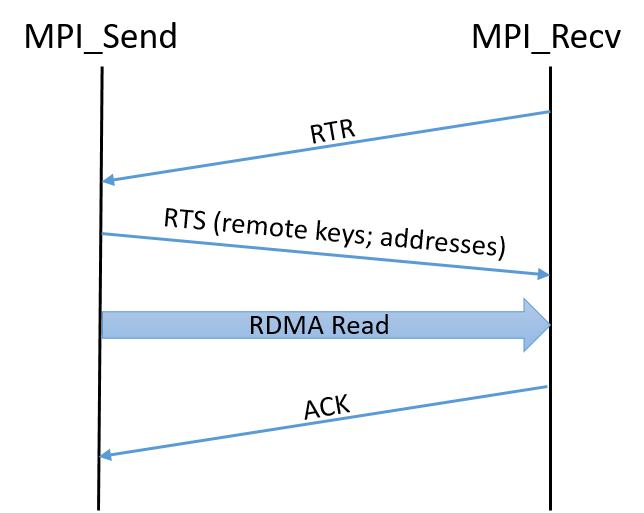 MPI_Send
MPI_Recv
RTR
RTS (remote keys; addresses)
RDMA Read
ACK